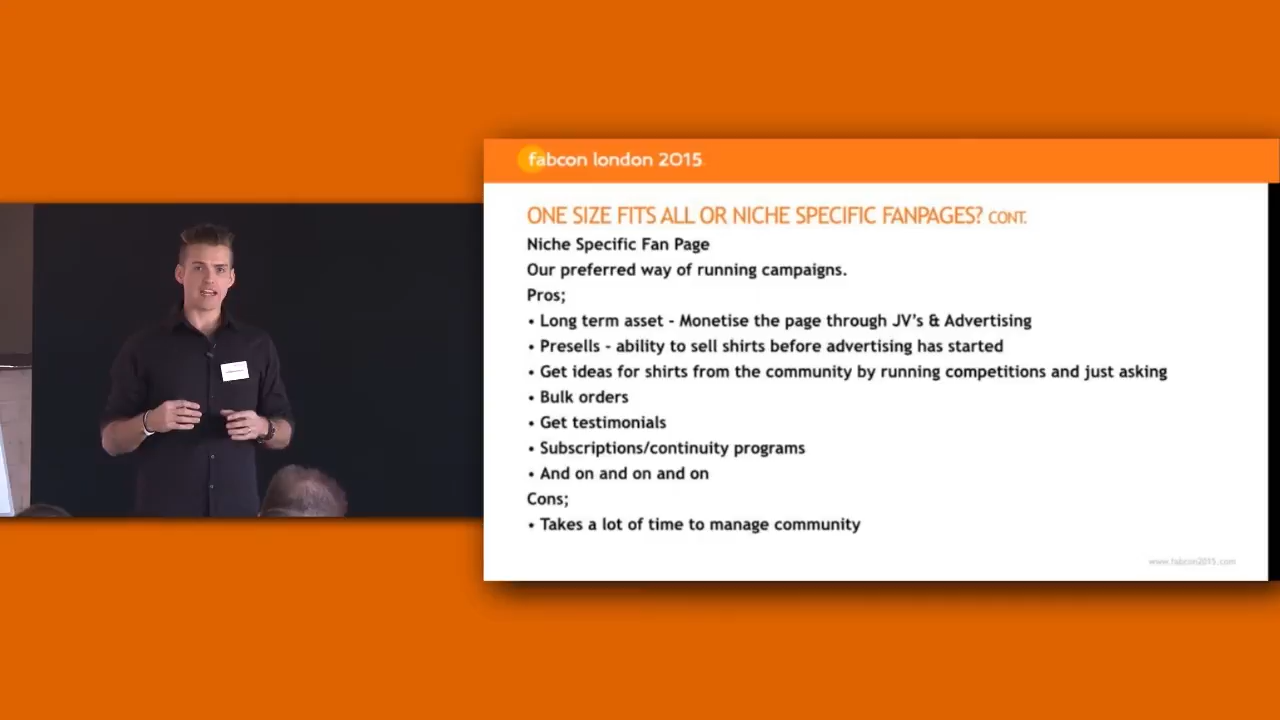 fabcon london 2015
ONE SIZE FITS ALL OR NICHE SPECIFIC FANPAGES? CONT.
Niche Specific Fan Page
Our preferred way of running campaigns.
Pros;
• Long term asset - Monetise the page through JV's & Advertising
• Presells - ability to sell shirts before advertising has started
• Get ideas for shirts from the community by running competitions and just asking
• Bulk orders
• Get testimonials
• Subscriptions/continuity programs
• And on and on and on
Cons;
• Takes a lot of time to manage community
www.fabcon2015.com